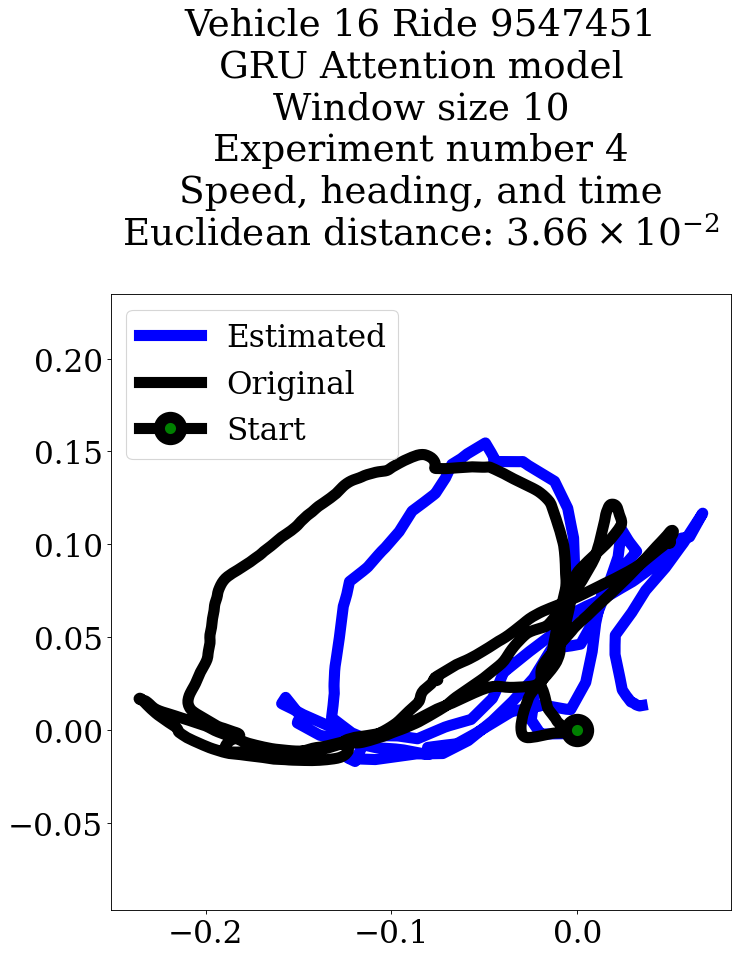 Vehicle 16 Ride 9547451
GRU Attention model
Window size 10
Experiment number 4
Speed, heading, and time
Euclidean distance: 3.66 × 10⁻²
Estimated
Original
Start
0.20
0.15
0.10
0.05
0.00
−0.05
−0.2 −0.1 0.0